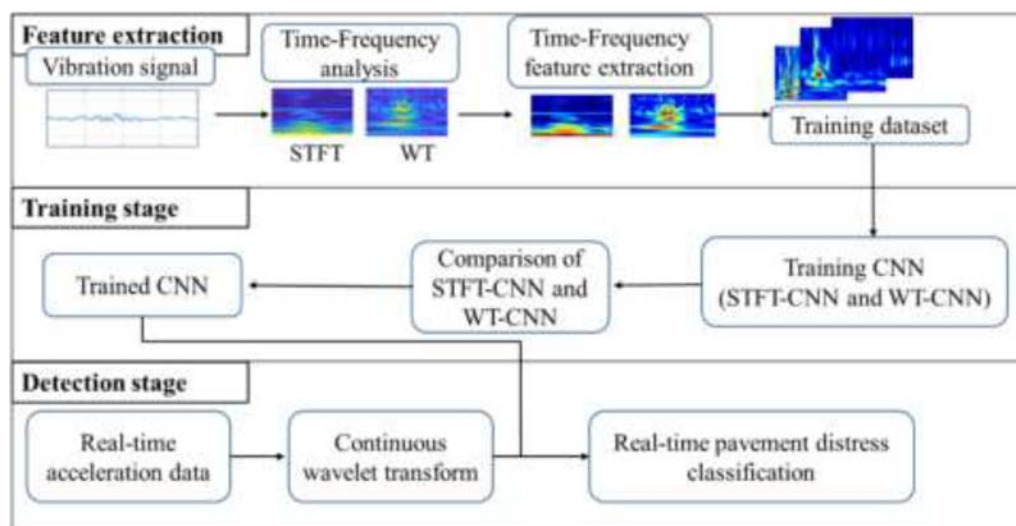 Feature extraction
Vibration signal
Time-Frequency
analysis
STFT
WT
Time-Frequency
feature extraction
Training dataset
Training stage
Trained CNN
Comparison of
STFT-CNN and
WT-CNN
Training CNN
(STFT-CNN and WT-CNN)
Detection stage
Real-time
acceleration data
Continuous
wavelet transform
Real-time pavement distress
classification